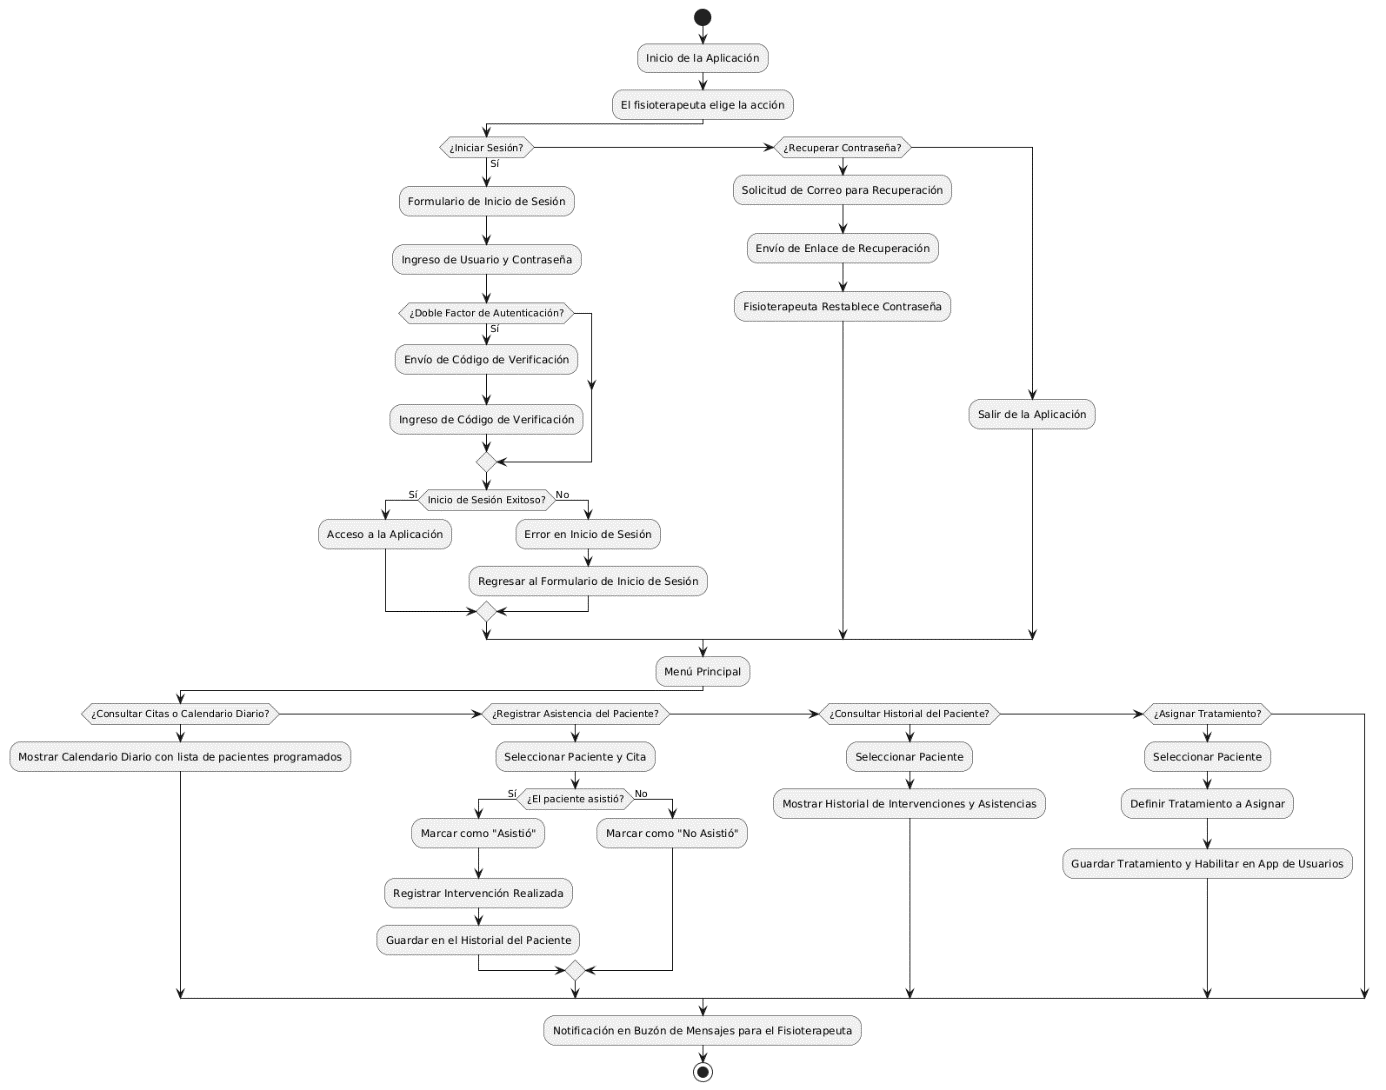 Inicio de la Aplicación
El fisioterapeuta elige la acción
¿Iniciar Sesión?
Sí
Formulario de Inicio de Sesión
Ingreso de Usuario y Contraseña
¿Doble Factor de Autenticación?
Sí
Envío de Código de Verificación
Ingreso de Código de Verificación
Inicio de Sesión Exitoso?
Sí
Acceso a la Aplicación
No
Error en Inicio de Sesión
Regresar al Formulario de Inicio de Sesión
¿Recuperar Contraseña?
Solicitud de Correo para Recuperación
Envío de Enlace de Recuperación
Fisioterapeuta Restablece Contraseña
Salir de la Aplicación
Menú Principal
¿Consultar Citas o Calendario Diario?
Mostrar Calendario Diario con lista de pacientes programados
¿Registrar Asistencia del Paciente?
Seleccionar Paciente y Cita
¿El paciente asistió?
Sí
Marcar como "Asistió"
Registrar Intervención Realizada
Guardar en el Historial del Paciente
No
Marcar como "No Asistió"
¿Consultar Historial del Paciente?
Seleccionar Paciente
Mostrar Historial de Intervenciones y Asistencias
¿Asignar Tratamiento?
Seleccionar Paciente
Definir Tratamiento a Asignar
Guardar Tratamiento y Habilitar en App de Usuarios
Notificación en Buzón de Mensajes para el Fisioterapeuta